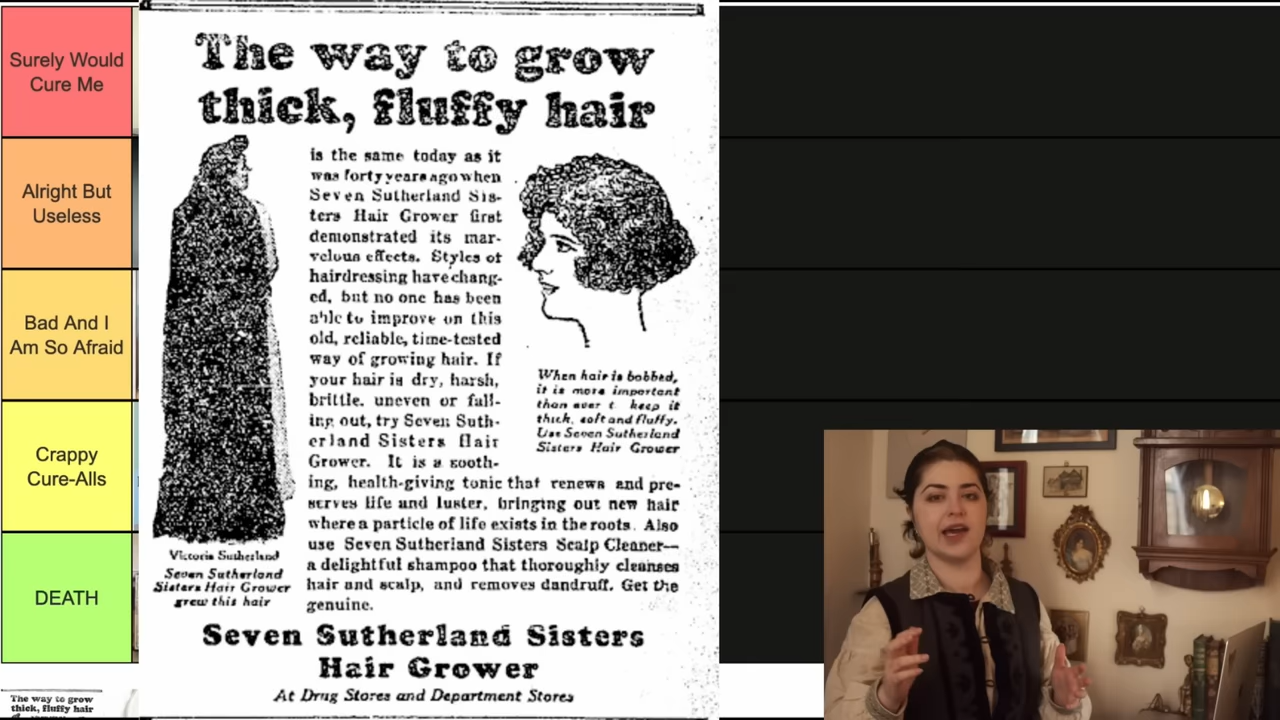 Surely Would
Cure Me
Alright But
Useless
Bad And I
Am So Afraid
Crappy
Cure-Alls
DEATH
The way to grow
thick, fluffy hair
is the same today as it
was forty years ago when
Seven Sutherland Sis-
ters Hair Grower first
demonstrated its mar-
velous effects. Styles of
hairdressing have chang-
ed, but no one has been
able to improve on this
old, reliable, time-tested
way of growing hair. If
your hair is dry, harsh,
brittle, uneven or fall-
ing out, try Seven Suth-
erland Sisters Hair
Grower. It is a sooth-
ing, health-giving tonic that renews and pre-
serves life and luster, bringing out new hair
where a particle of life exists in the roots. Also
use Seven Sutherland Sisters Scalp Cleaner—
a delightful shampoo that thoroughly cleanses
hair and scalp, and removes dandruff. Get the
genuine.
When hair is bobbed,
it is more important
than ever t keep it
thick, soft and fluffy.
Use Seven Sutherland
Sisters Hair Grower
Victoria Sutherland
Seven Sutherland
Sisters Hair Grower
grew this hair
Seven Sutherland Sisters
Hair Grower
At Drug Stores and Department Stores
The way to grow
thick, fluffy hair